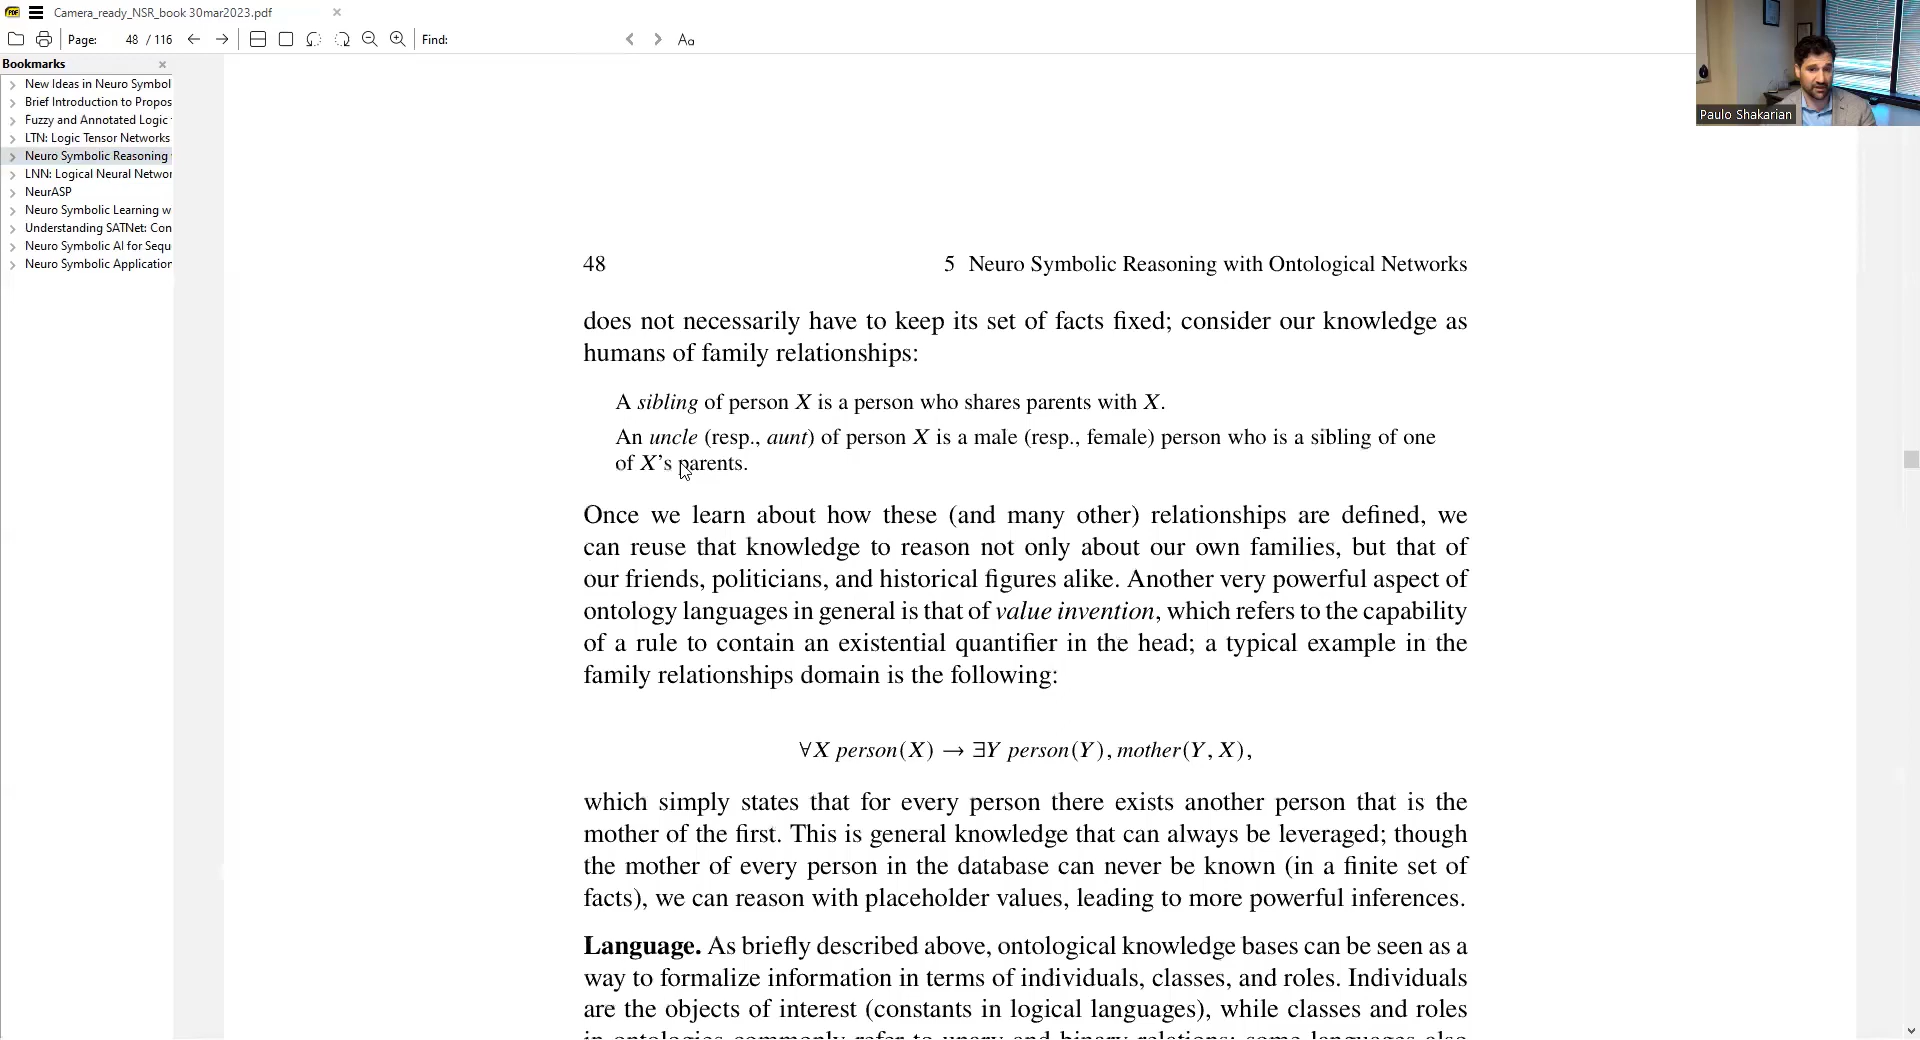 Camera_ready_NSR_book 30mar2023.pdf
Page: 48 / 116 Find: Aa
Bookmarks
New Ideas in Neuro Symbol
Brief Introduction to Propos
Fuzzy and Annotated Logic
LTN: Logic Tensor Networks
Neuro Symbolic Reasoning
LNN: Logical Neural Networ
NeurASP
Neuro Symbolic Learning w
Understanding SATNet: Con
Neuro Symbolic AI for Sequ
Neuro Symbolic Application
Paulo Shakarian
48 5 Neuro Symbolic Reasoning with Ontological Networks
does not necessarily have to keep its set of facts fixed; consider our knowledge as
humans of family relationships:
A sibling of person X is a person who shares parents with X.
An uncle (resp., aunt) of person X is a male (resp., female) person who is a sibling of one
of X's parents.
Once we learn about how these (and many other) relationships are defined, we
can reuse that knowledge to reason not only about our own families, but that of
our friends, politicians, and historical figures alike. Another very powerful aspect of
ontology languages in general is that of value invention, which refers to the capability
of a rule to contain an existential quantifier in the head; a typical example in the
family relationships domain is the following:
∀X person(X) → ∃Y person(Y), mother(Y, X),
which simply states that for every person there exists another person that is the
mother of the first. This is general knowledge that can always be leveraged; though
the mother of every person in the database can never be known (in a finite set of
facts), we can reason with placeholder values, leading to more powerful inferences.
Language. As briefly described above, ontological knowledge bases can be seen as a
way to formalize information in terms of individuals, classes, and roles. Individuals
are the objects of interest (constants in logical languages), while classes and roles
in ontologies commonly refer to unary and binary relations; some languages also